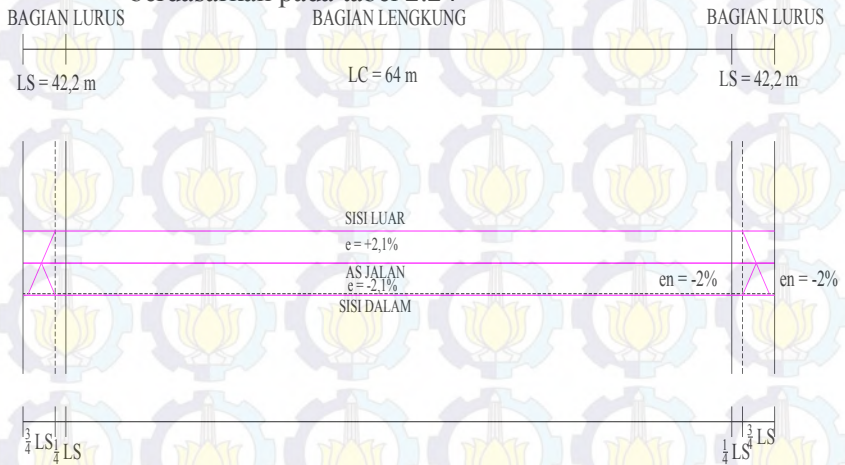 berdasarkan pada tabel 2.24
BAGIAN LURUS BAGIAN LENGKUNG BAGIAN LURUS
LS = 42,2 m LC = 64 m LS = 42,2 m
SISI LUAR
e = +2,1%
AS JALAN
e = -2,1%
en = -2% en = -2%
SISI DALAM
3/4 LS 1/4 LS 1/4 LS 3/4 LS